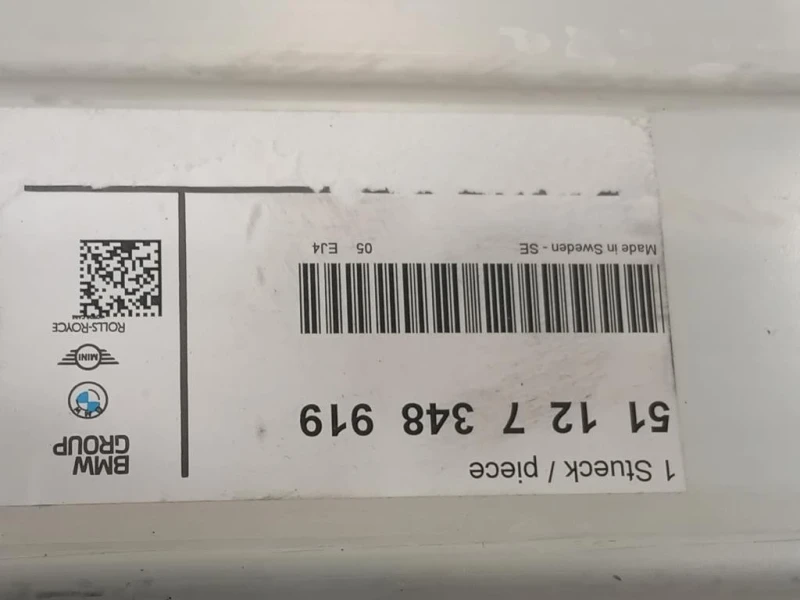 1 Stueck / piece
51 12 7 348 919
Made in Sweden - SE 05 EJ4
BMW
GROUP
BMW
MINI
ROLLS-ROYCE